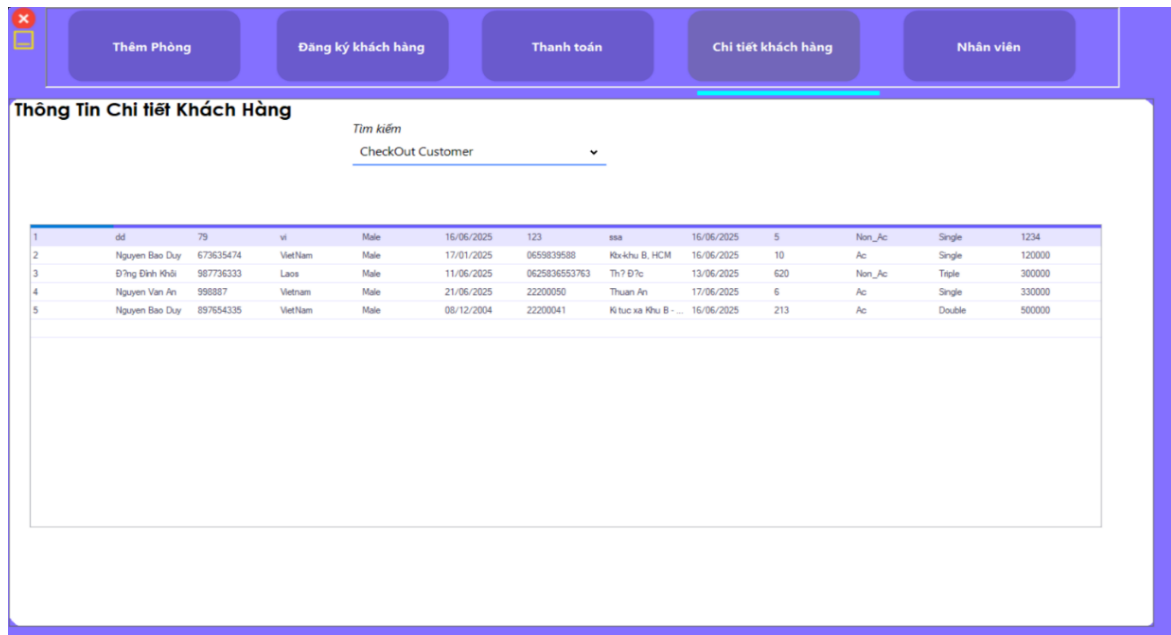 Thêm Phòng Đăng ký khách hàng Thanh toán Chi tiết khách hàng Nhân viên
Thông Tin Chi tiết Khách Hàng
Tìm kiếm
CheckOut Customer
1 dd 79 vi Male 16/06/2025 123 ssa 16/06/2025 5 Non_Ac Single 1234
2 Nguyen Bao Duy 673635474 VietNam Male 17/01/2025 0659839588 Ktx-khu B, HCM 16/06/2025 10 Ac Single 120000
3 Đ?ng Đình Khôi 987736333 Laos Male 11/06/2025 0625836553763 Th? Đ?c 13/06/2025 620 Non_Ac Triple 300000
4 Nguyen Van An 998887 Vietnam Male 21/06/2025 22200050 Thuan An 17/06/2025 6 Ac Single 330000
5 Nguyen Bao Duy 897654335 VietNam Male 08/12/2004 22200041 Ki tuc xa Khu B - ... 16/06/2025 213 Ac Double 500000